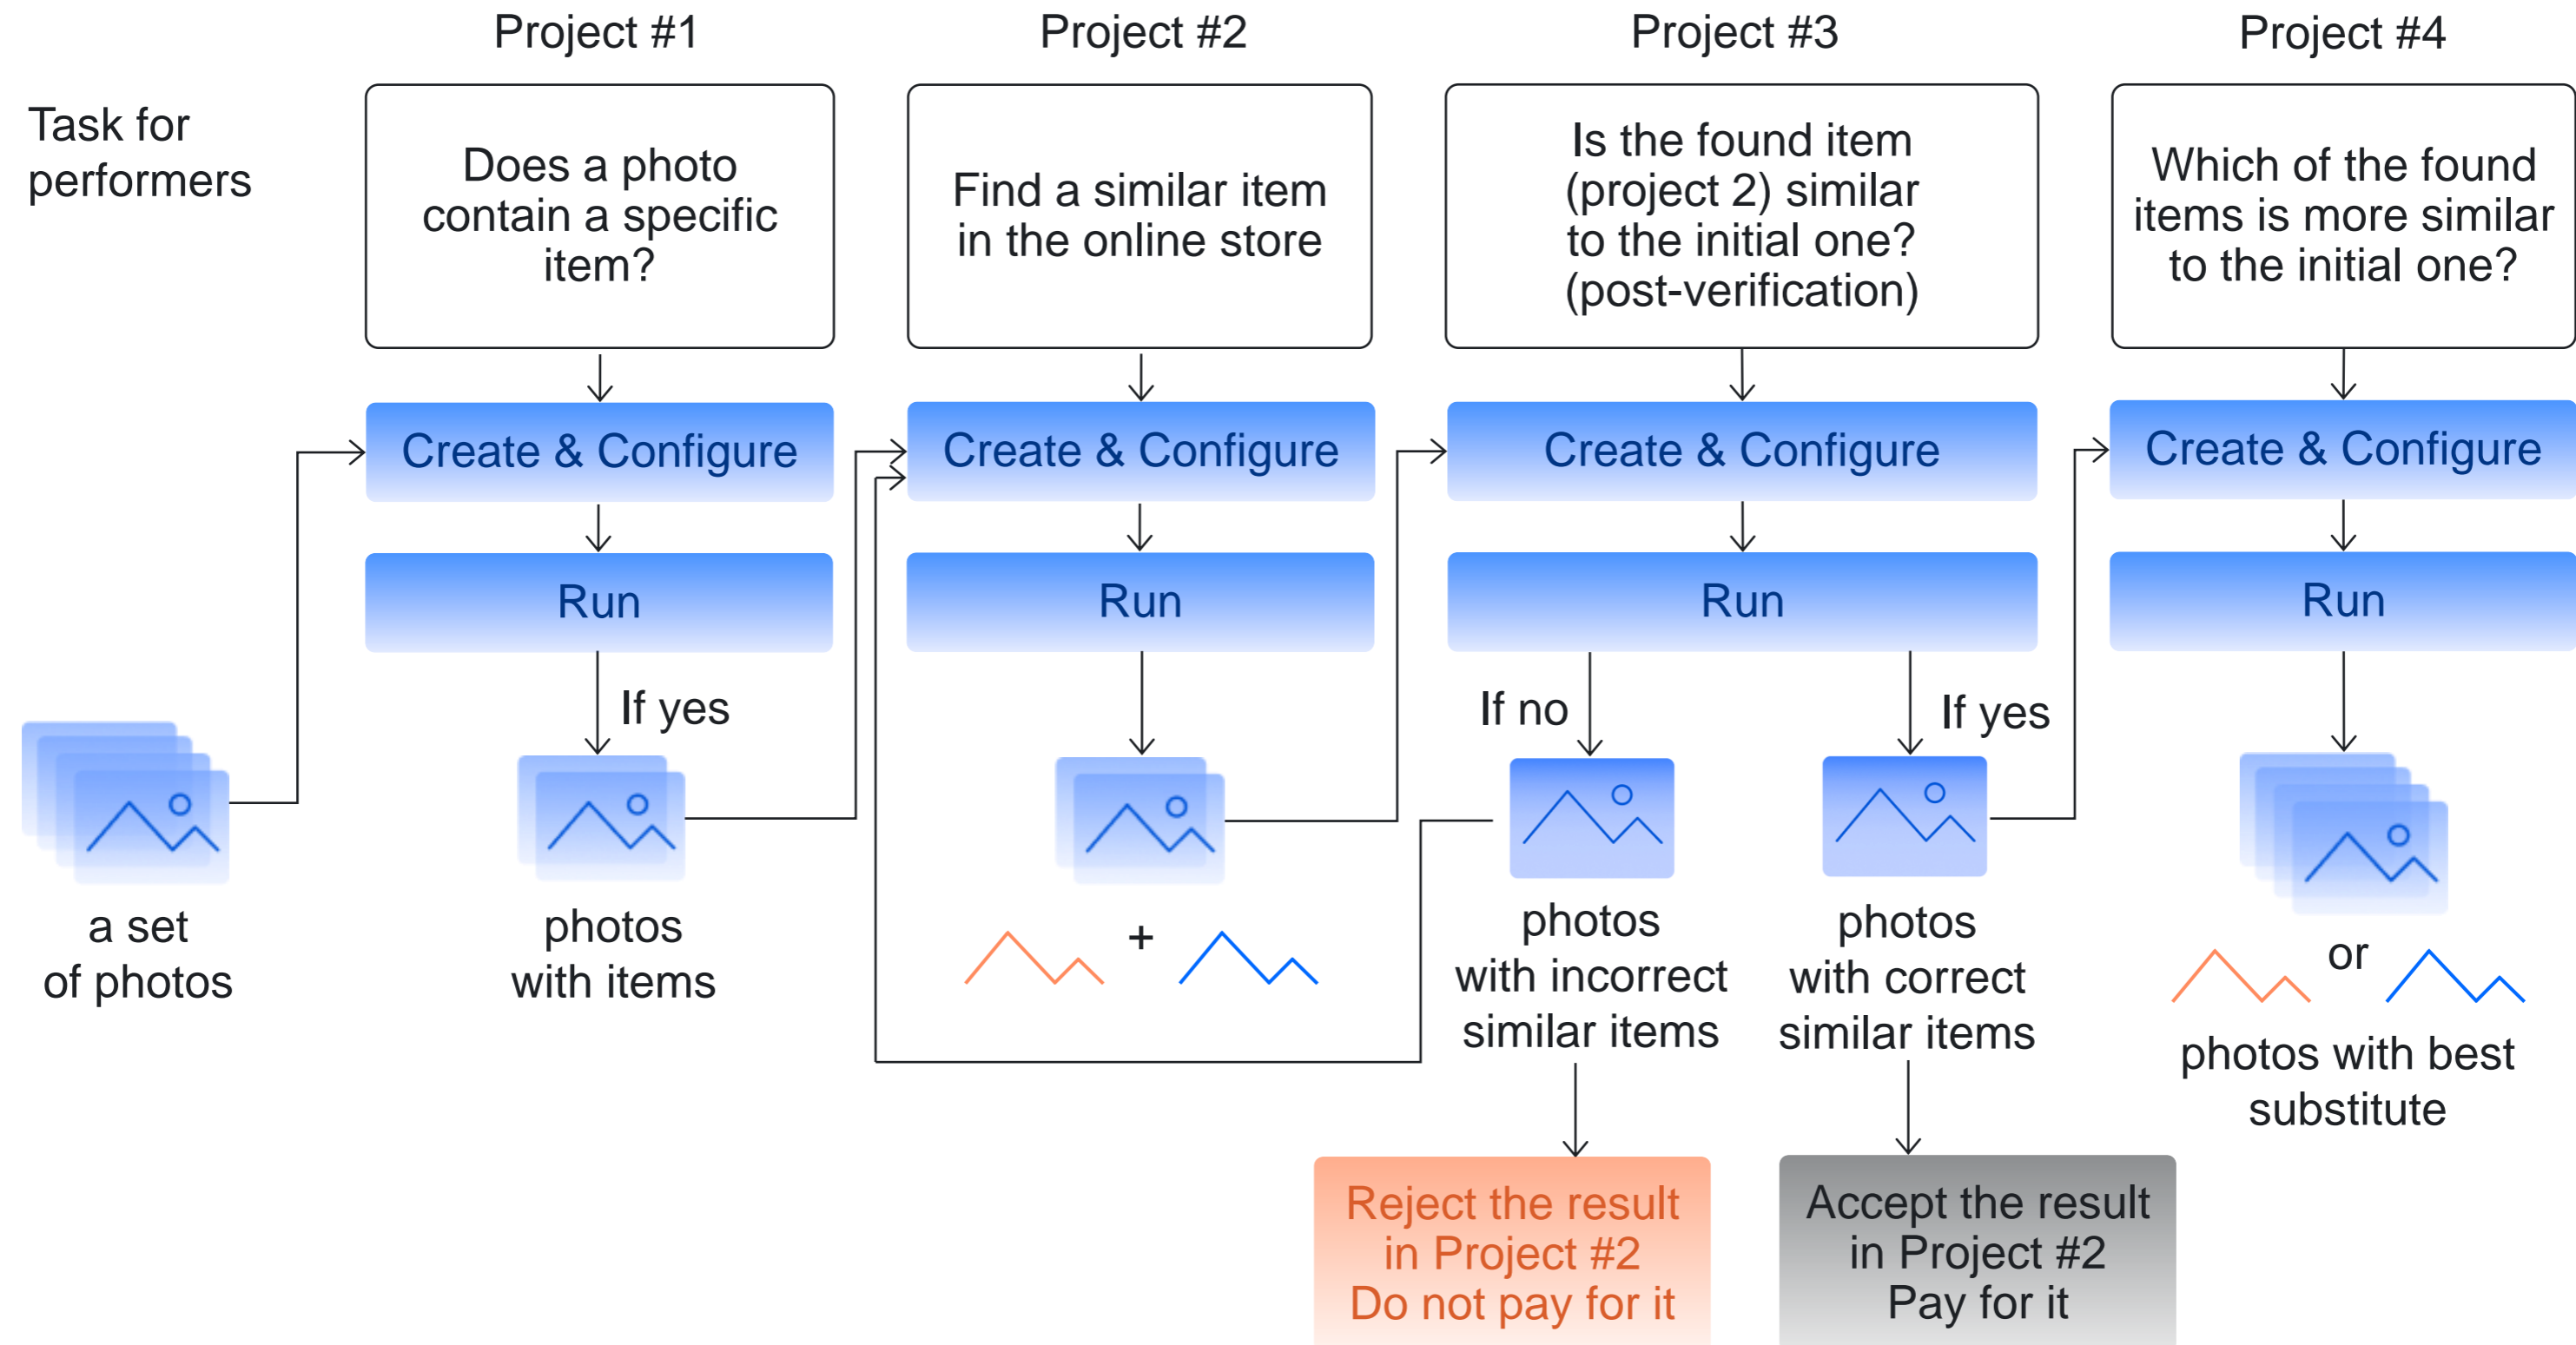 Project #1
Project #2
Project #3
Project #4
Task for
performers
Does a photo
contain a specific
item?
Find a similar item
in the online store
Is the found item
(project 2) similar
to the initial one?
(post-verification)
Which of the found
items is more similar
to the initial one?
Create & Configure
Create & Configure
Create & Configure
Create & Configure
Run
Run
Run
Run
If yes
If no
If yes
a set
of photos
photos
with items
+
photos
with incorrect
similar items
photos
with correct
similar items
or
photos with best
substitute
Reject the result
in Project #2
Do not pay for it
Accept the result
in Project #2
Pay for it